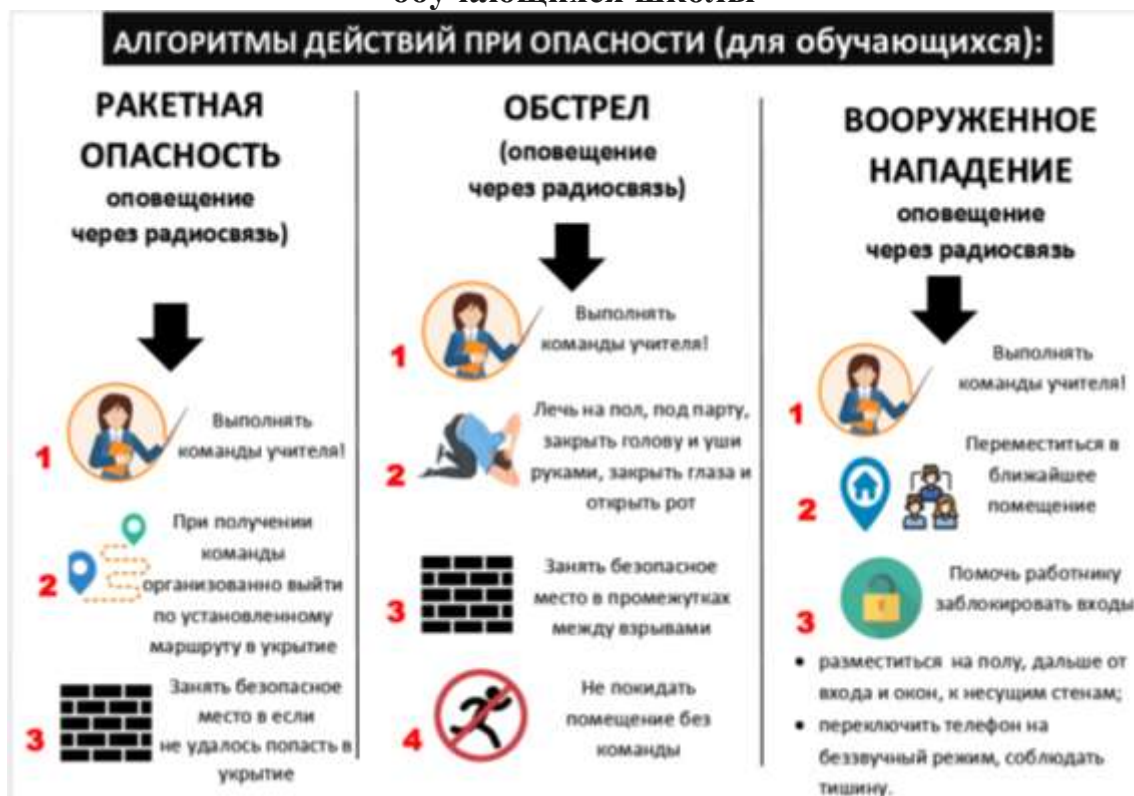 обучающихся школы
АЛГОРИТМЫ ДЕЙСТВИЙ ПРИ ОПАСНОСТИ (для обучающихся):
РАКЕТНАЯ
ОПАСНОСТЬ
оповещение
через радиосвязь)
1
Выполнять
команды учителя!
2
При получении
команды
организованно выйти
по установленному
маршруту в укрытие
3
Занять безопасное
место в если
не удалось попасть в
укрытие
ОБСТРЕЛ
(оповещение
через радиосвязь)
1
Выполнять
команды учителя!
2
Лечь на пол, под парту,
закрыть голову и уши
руками, закрыть глаза и
открыть рот
3
Занять безопасное
место в промежутках
между взрывами
4
Не покидать
помещение без
команды
ВООРУЖЕННОЕ
НАПАДЕНИЕ
оповещение
через радиосвязь
1
Выполнять
команды учителя!
2
Переместиться в
ближайшее
помещение
3
Помочь работнику
заблокировать входы
• разместиться на полу, дальше от
входа и окон, к несущим стенам;
• переключить телефон на
беззвучный режим, соблюдать
тишину.